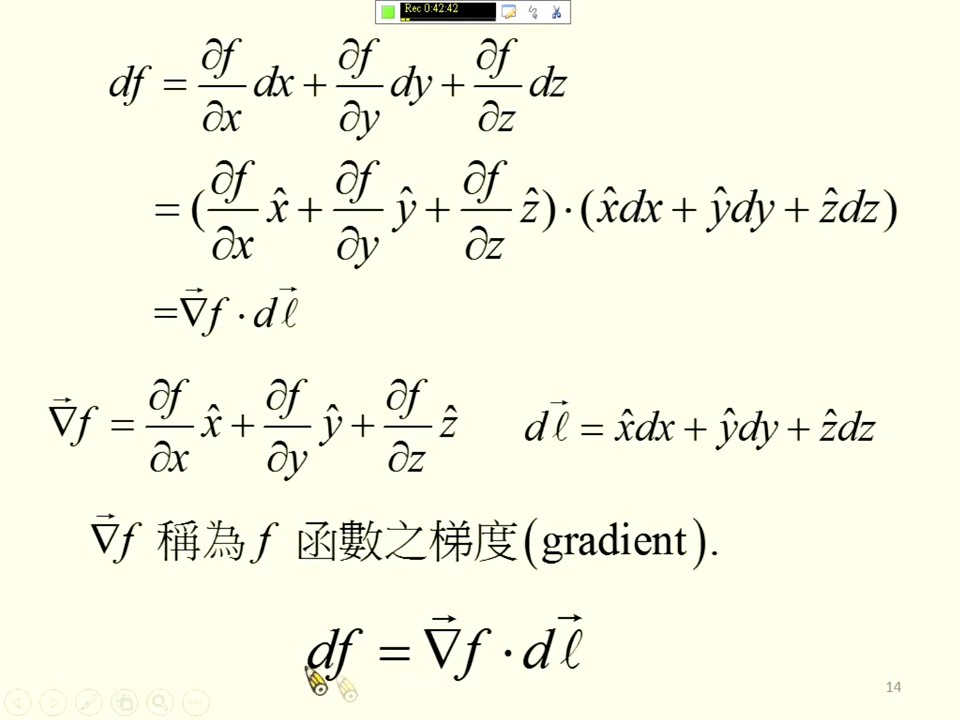 Rec 0:42:42
df = ∂f/∂x dx + ∂f/∂y dy + ∂f/∂z dz
= (∂f/∂x x̂ + ∂f/∂y ŷ + ∂f/∂z ẑ) · (x̂dx + ŷdy + ẑdz)
=∇⃗f · dℓ⃗
∇⃗f = ∂f/∂x x̂ + ∂f/∂y ŷ + ∂f/∂z ẑ
dℓ⃗ = x̂dx + ŷdy + ẑdz
∇⃗f 稱為 f 函數之梯度(gradient).
df = ∇⃗f · dℓ⃗
14